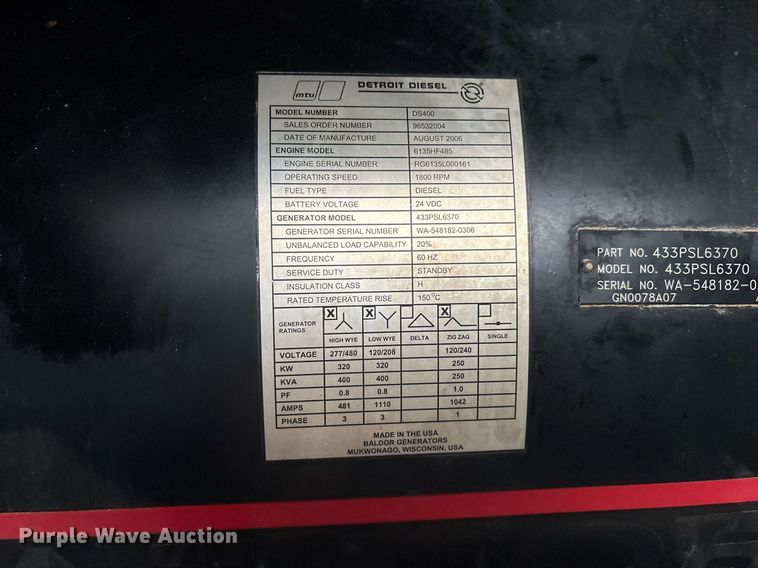 mtu DETROIT DIESEL
MODEL NUMBER DS400
SALES ORDER NUMBER 96532004
DATE OF MANUFACTURE AUGUST 2006
ENGINE MODEL 6135HF485
ENGINE SERIAL NUMBER RG6135L000161
OPERATING SPEED 1800 RPM
FUEL TYPE DIESEL
BATTERY VOLTAGE 24 VDC
GENERATOR MODEL 433PSL6370
GENERATOR SERIAL NUMBER WA-548182-0306
UNBALANCED LOAD CAPABILITY 20%
FREQUENCY 60 HZ
SERVICE DUTY STANDBY
INSULATION CLASS H
RATED TEMPERATURE RISE 150°C
GENERATOR RATINGS X HIGH WYE X LOW WYE DELTA X ZIG ZAG SINGLE
VOLTAGE 277/480 120/208 120/240
KW 320 320 250
KVA 400 400 250
PF 0.8 0.8 1.0
AMPS 481 1110 1042
PHASE 3 3 1
MADE IN THE USA
BALDOR GENERATORS
MUKWONAGO, WISCONSIN, USA
PART NO. 433PSL6370
MODEL NO. 433PSL6370
SERIAL NO. WA-548182-0
GN0078A07
Purple Wave Auction